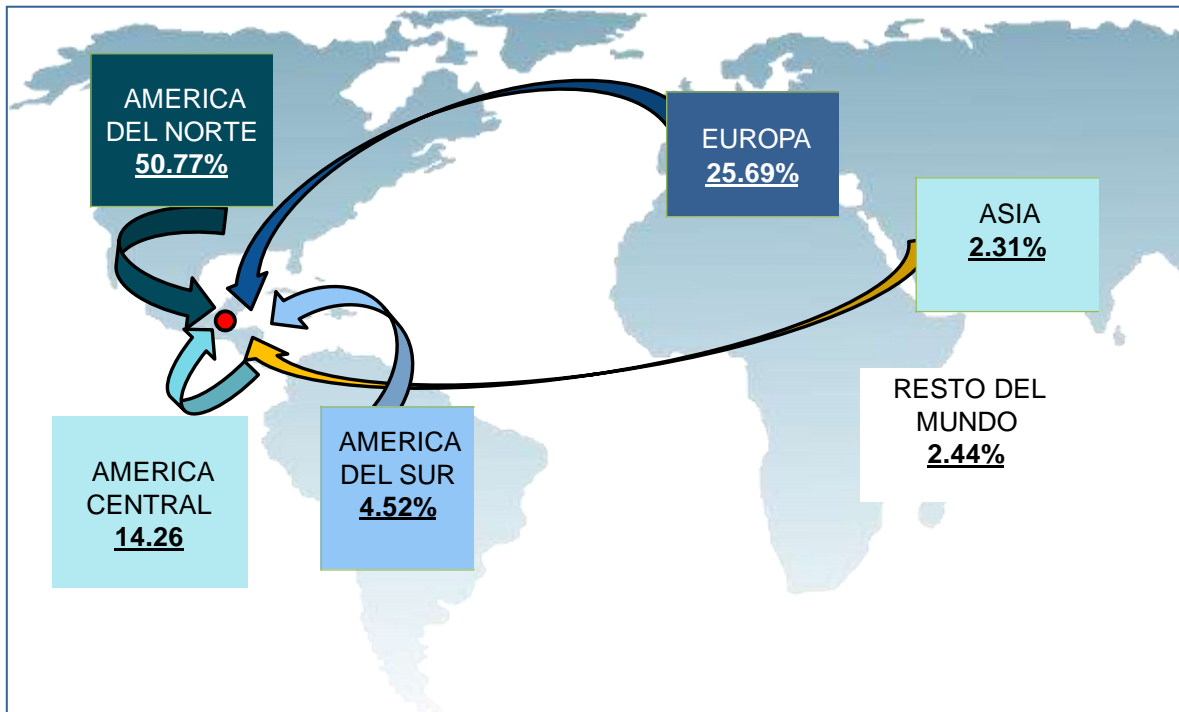 AMERICA
DEL NORTE
50.77%
EUROPA
25.69%
ASIA
2.31%
RESTO DEL
MUNDO
2.44%
AMERICA
DEL SUR
4.52%
AMERICA
CENTRAL
14.26